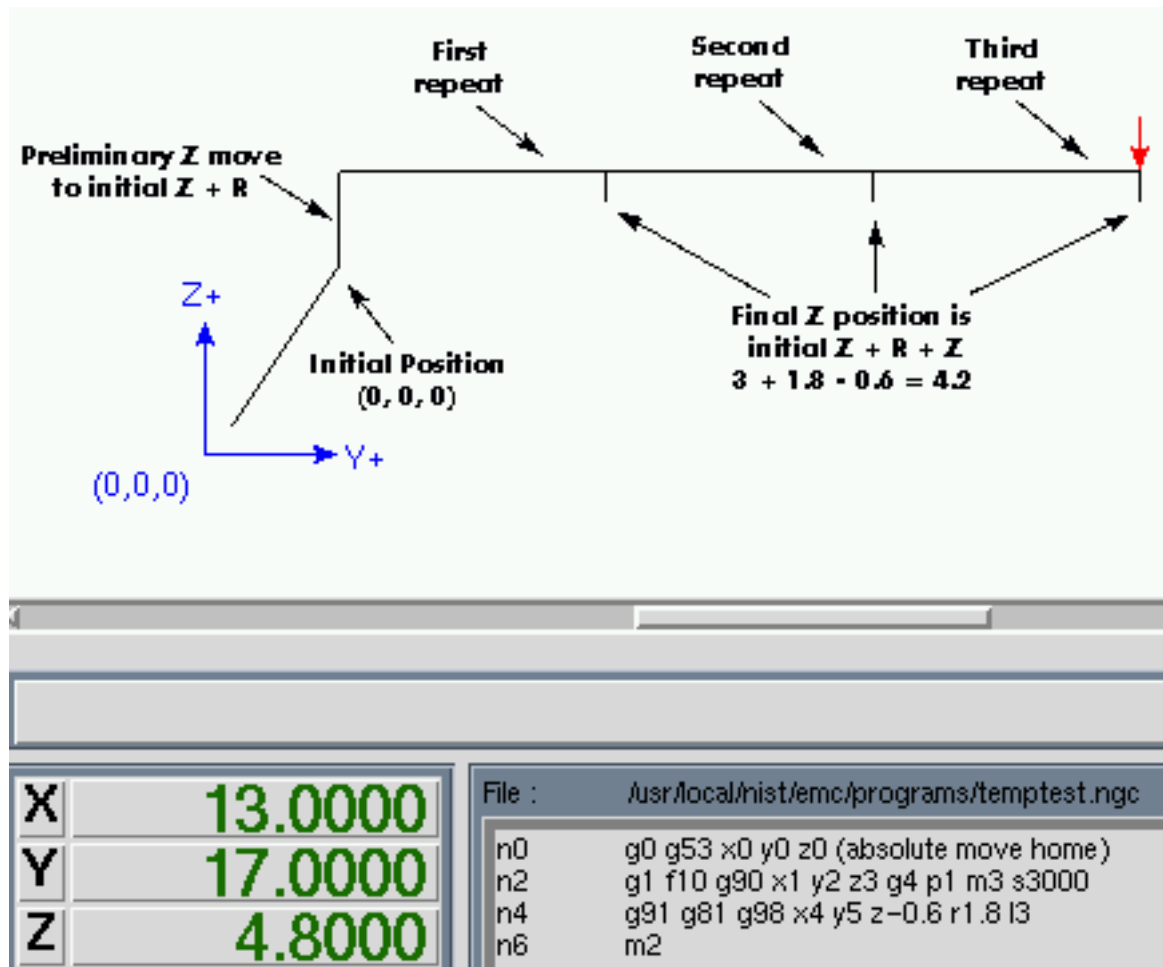 First
repeat
Second
repeat
Third
repeat
Preliminary Z move
to initial Z + R
Z+
Initial Position
(0, 0, 0)
Final Z position is
initial Z + R + Z
3 + 1.8 - 0.6 = 4.2
Y+
(0,0,0)
X 13.0000
Y 17.0000
Z 4.8000
File : /usr/local/nist/emc/programs/temptest.ngc
n0 g0 g53 x0 y0 z0 (absolute move home)
n2 g1 f10 g90 x1 y2 z3 g4 p1 m3 s3000
n4 g91 g81 g98 x4 y5 z-0.6 r1.8 l3
n6 m2